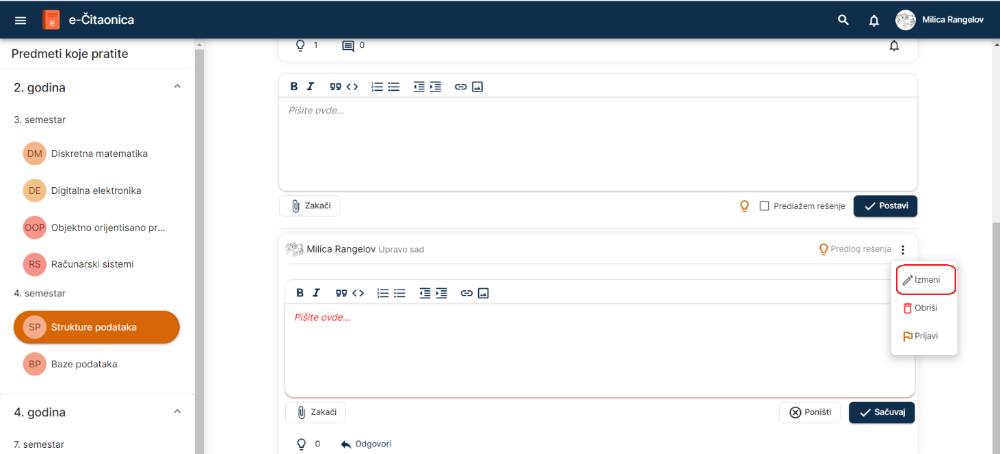 e e-Čitaonica Milica Rangelov
Predmeti koje pratite
2. godina
3. semestar
DM Diskretna matematika
DE Digitalna elektronika
OOP Objektno orijentisano pr...
RS Računarski sistemi
4. semestar
SP Strukture podataka
BP Baze podataka
4. godina
7. semestar
1 0
B I
Pišite ovde...
Zakači Predlažem rešenje Postavi
Milica Rangelov Upravo sad Predlog rešenja
Izmeni
Obriši
Prijavi
B I
Pišite ovde...
Zakači Poništi Sačuvaj
0 Odgovori